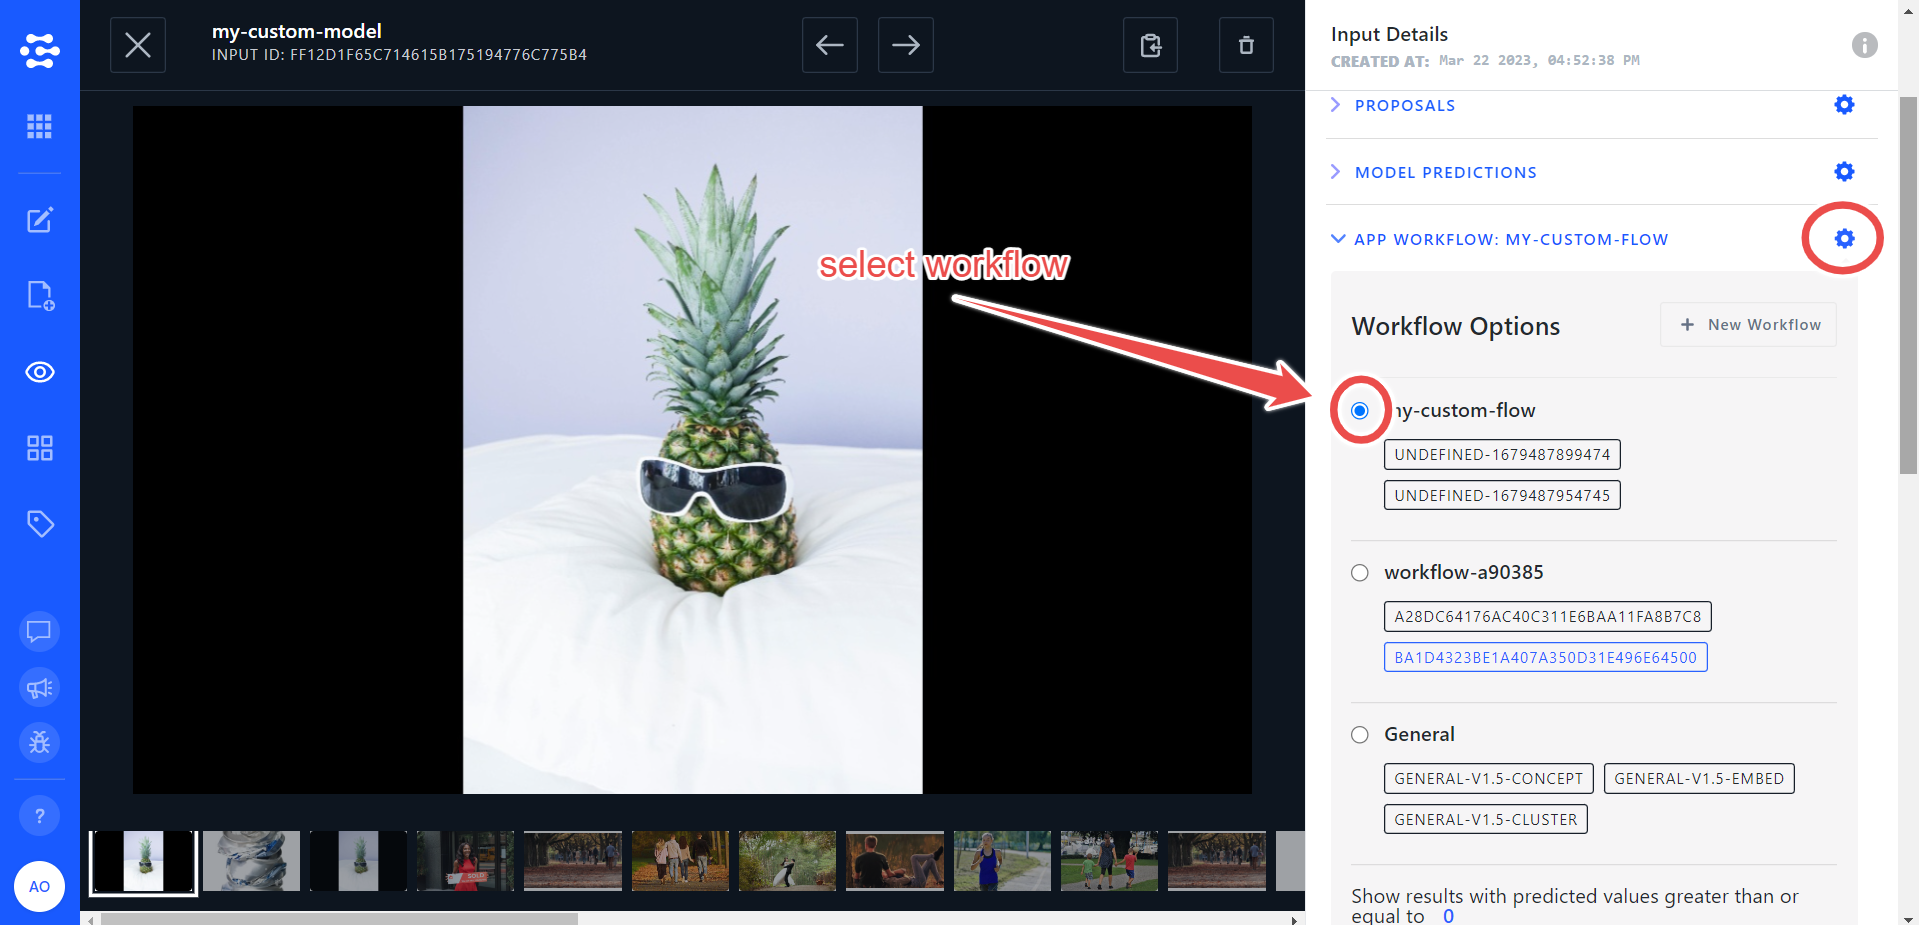 my-custom-model
INPUT ID: FF12D1F65C714615B175194776C775B4
Input Details
CREATED AT: Mar 22 2023, 04:52:38 PM
PROPOSALS
MODEL PREDICTIONS
APP WORKFLOW: MY-CUSTOM-FLOW
select workflow
Workflow Options
+ New Workflow
my-custom-flow
UNDEFINED-1679487899474
UNDEFINED-1679487954745
workflow-a90385
A28DC64176AC40C311E6BAA11FA8B7C8
BA1D4323BE1A407A350D31E496E64500
General
GENERAL-V1.5-CONCEPT GENERAL-V1.5-EMBED
GENERAL-V1.5-CLUSTER
Show results with predicted values greater than or
equal to 0
SOLD
?
AO